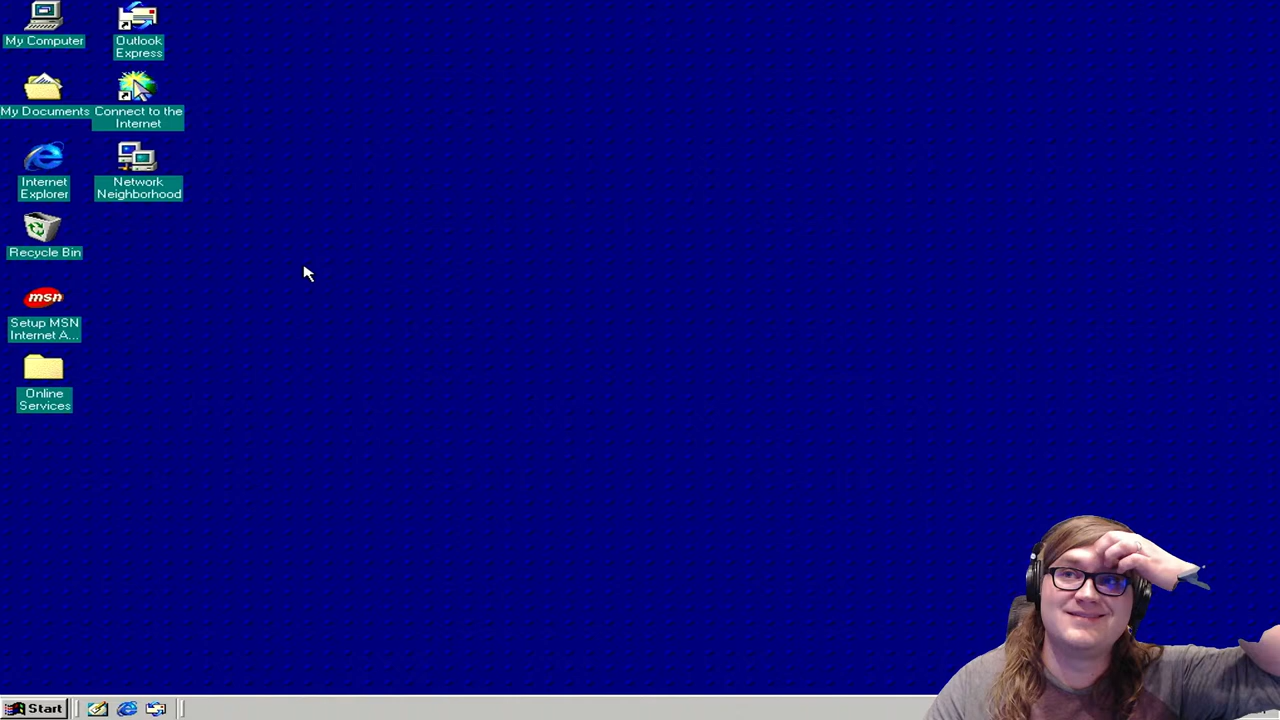 My Computer
Outlook
Express
My Documents
Connect to the
Internet
Internet
Explorer
Network
Neighborhood
Recycle Bin
msn
Setup MSN
Internet A...
Online
Services
Start